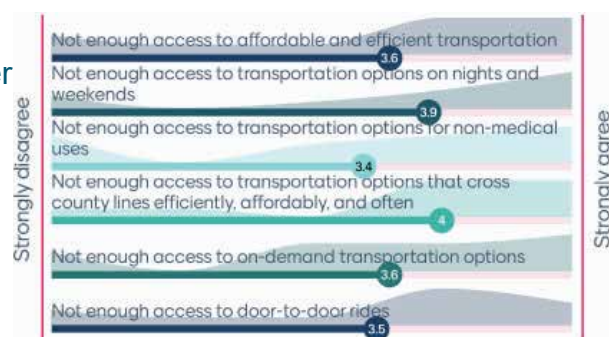 er
Strongly disagree
Not enough access to affordable and efficient transportation
3.6
Not enough access to transportation options on nights and
weekends
3.9
Not enough access to transportation options for non-medical
uses
3.4
Not enough access to transportation options that cross
county lines efficiently, affordably, and often
4
Not enough access to on-demand transportation options
3.6
Not enough access to door-to-door rides
3.5
Strongly agree